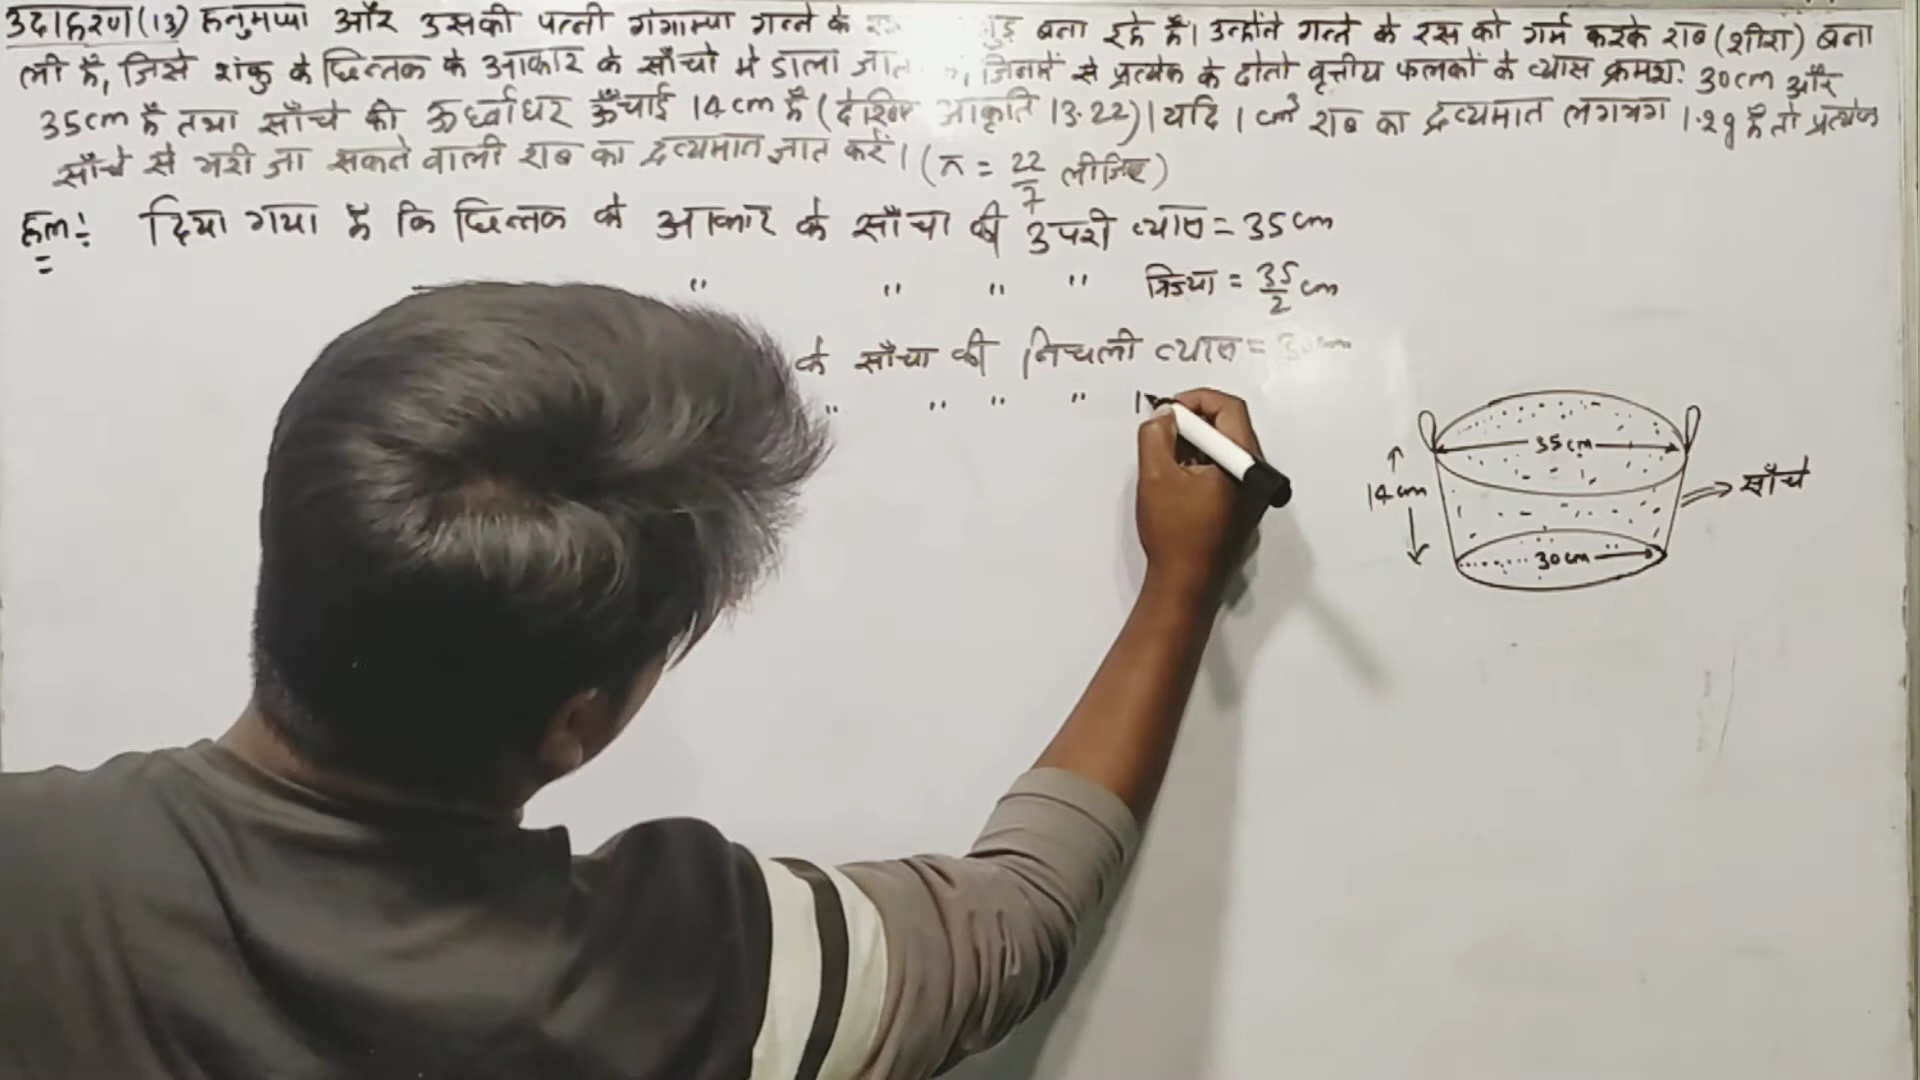 उदाहरण(13) हनुमप्पा और उसकी पत्नी गंगाम्मा गन्ने के गुड़ बना रहे हैं। उन्होंने गन्ने के रस को गर्म करके राब (शीरा) बना
ली है, जिसे शंकु के छिन्नक के आकार के साँचो मे डाला जात जिनमें से प्रत्येक के दोनो वृत्तीय फलकों के व्यास क्रमश: 30cm और
35cm है तथा साँचे की ऊर्ध्वाधर ऊँचाई 14cm है (देखिए आकृति 13.22)। यदि 1 cm³ राब का द्रव्यमान लगभग 1.2g है तो प्रत्येक
साँचे से भरी जा सकने वाली राब का द्रव्यमान ज्ञात करें। (π = 22/7 लीजिए)
हल:- दिया गया है कि छिन्नक के आकार के साँचा की उपरी व्यास = 35cm
" " " " त्रिज्या = 35/2 cm
के साँचा की निचली व्यास = 30cm
" " " "
35cm
14cm
साँचे
30cm